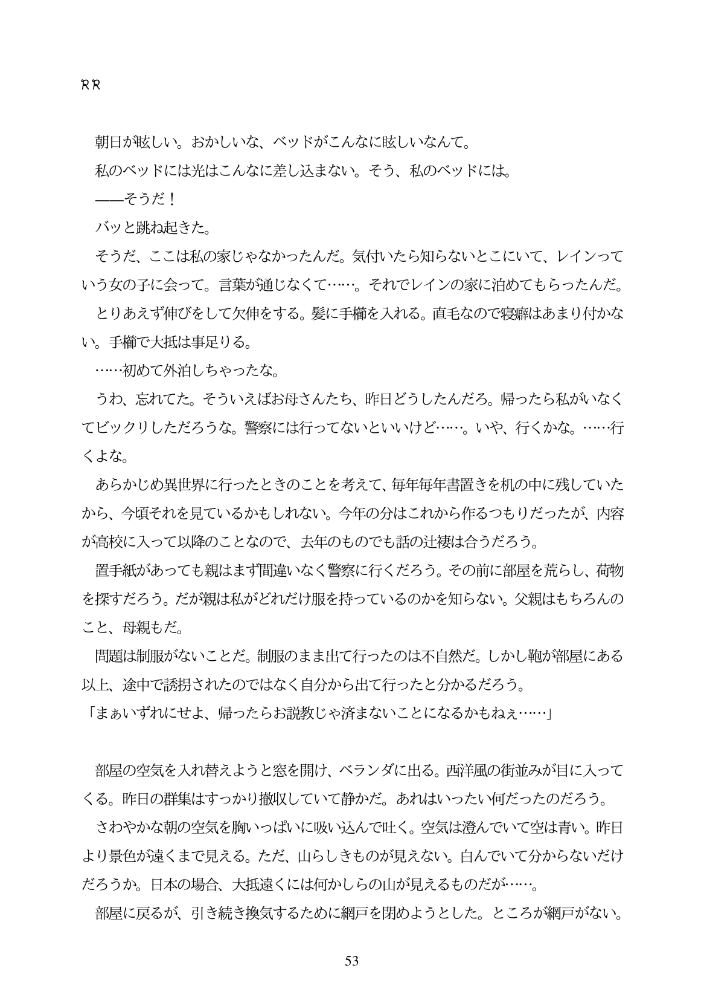 RR
　朝日が眩しい。おかしいな、ベッドがこんなに眩しいなんて。
　私のベッドには光はこんなに差し込まない。そう、私のベッドには。
　――そうだ！
　バッと跳ね起きた。
　そうだ、ここは私の家じゃなかったんだ。気付いたら知らないとこにいて、レインって
いう女の子に会って。言葉が通じなくて……。それでレインの家に泊めてもらったんだ。
　とりあえず伸びをして欠伸をする。髪に手櫛を入れる。直毛なので寝癖はあまり付かな
い。手櫛で大抵は事足りる。
　……初めて外泊しちゃったな。
　うわ、忘れてた。そういえばお母さんたち、昨日どうしたんだろ。帰ったら私がいなく
てビックリしただろうな。警察には行ってないといいけど……。いや、行くかな。……行
くよな。
　あらかじめ異世界に行ったときのことを考えて、毎年毎年書置きを机の中に残していた
から、今頃それを見ているかもしれない。今年の分はこれから作るつもりだったが、内容
が高校に入って以降のことなので、去年のものでも話の辻褄は合うだろう。
　置手紙があっても親はまず間違いなく警察に行くだろう。その前に部屋を荒らし、荷物
を探すだろう。だが親は私がどれだけ服を持っているのかを知らない。父親はもちろんの
こと、母親もだ。
　問題は制服がないことだ。制服のまま出て行ったのは不自然だ。しかし鞄が部屋にある
以上、途中で誘拐されたのではなく自分から出て行ったと分かるだろう。
「まぁいずれにせよ、帰ったらお説教じゃ済まないことになるかもねぇ……」
　部屋の空気を入れ替えようと窓を開け、ベランダに出る。西洋風の街並みが目に入って
くる。昨日の群集はすっかり撤収していて静かだ。あれはいったい何だったのだろう。
　さわやかな朝の空気を胸いっぱいに吸い込んで吐く。空気は澄んでいて空は青い。昨日
より景色が遠くまで見える。ただ、山らしきものが見えない。白んでいて分からないだけ
だろうか。日本の場合、大抵遠くには何かしらの山が見えるものだが……。
　部屋に戻るが、引き続き換気するために網戸を閉めようとした。ところが網戸がない。
53